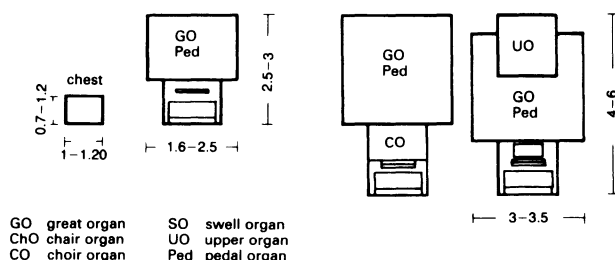 GO
Ped
chest
0.7–1.2
1–1.20
2.5–3
1.6–2.5
GO
Ped
CO
UO
GO
Ped
4–6
3–3.5
GO great organ
ChO chair organ
CO choir organ
SO swell organ
UO upper organ
Ped pedal organ